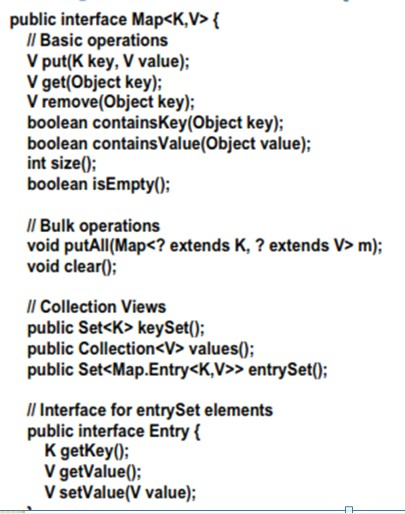 public interface Map<K,V> {
// Basic operations
V put(K key, V value);
V get(Object key);
V remove(Object key);
boolean containsKey(Object key);
boolean containsValue(Object value);
int size();
boolean isEmpty();
// Bulk operations
void putAll(Map<? extends K, ? extends V> m);
void clear();
// Collection Views
public Set<K> keySet();
public Collection<V> values();
public Set<Map.Entry<K,V>> entrySet();
// Interface for entrySet elements
public interface Entry {
K getKey();
V getValue();
V setValue(V value);